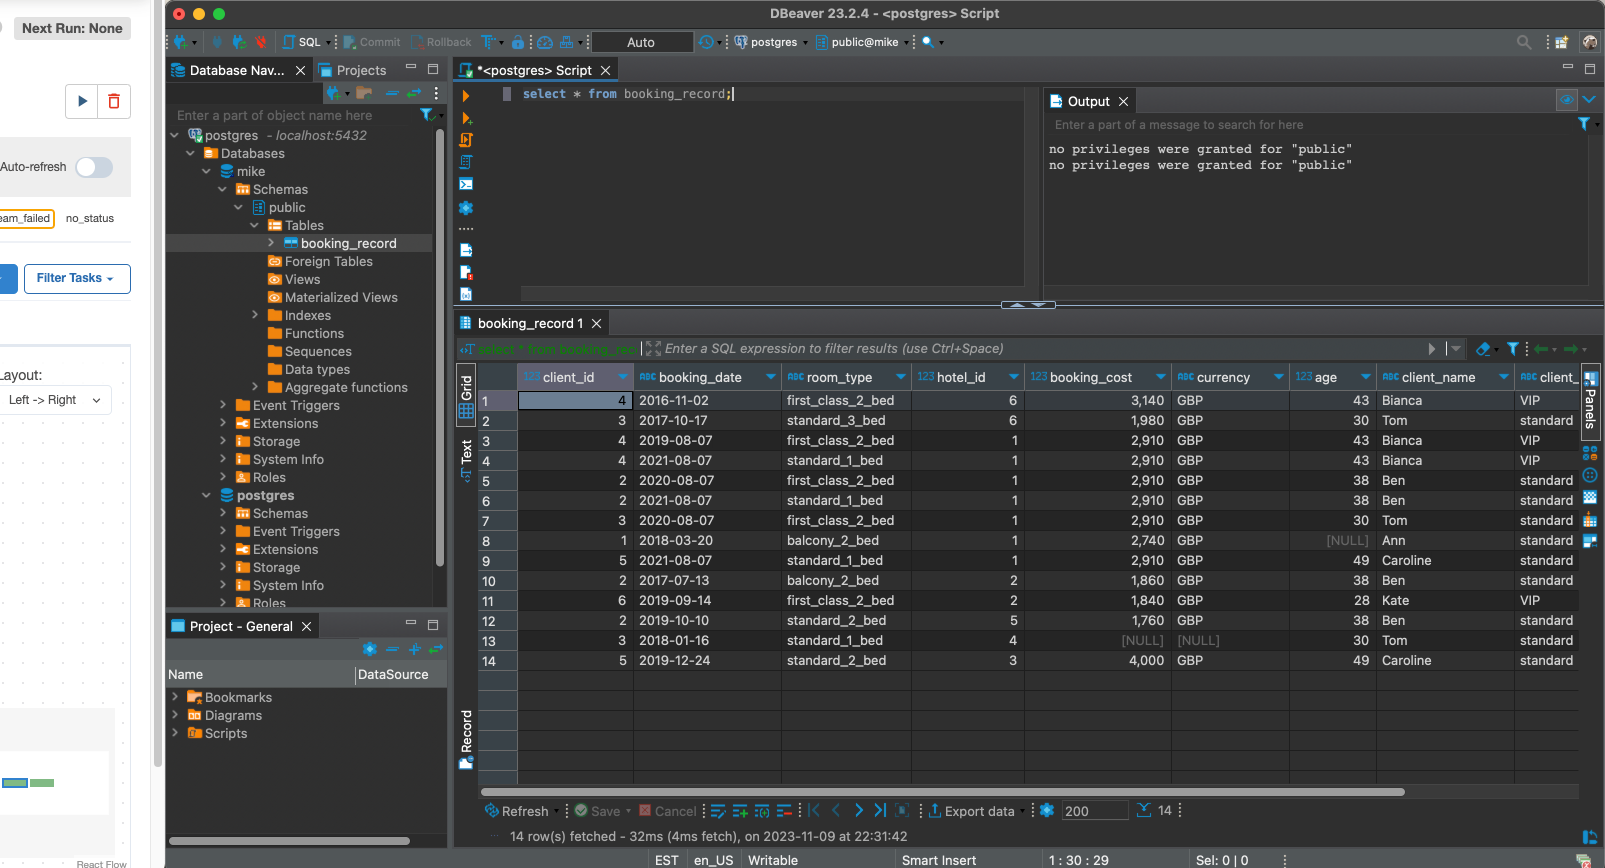 Next Run: None
Auto-refresh
eam_failed no_status
Filter Tasks
Layout:
Left -> Right
React Flow
DBeaver 23.2.4 - <postgres> Script
SQL Commit Rollback Auto postgres public@mike
Database Nav... Projects
Enter a part of object name here
postgres - localhost:5432
Databases
mike
Schemas
public
Tables
booking_record
Foreign Tables
Views
Materialized Views
Indexes
Functions
Sequences
Data types
Aggregate functions
Event Triggers
Extensions
Storage
System Info
Roles
postgres
Schemas
Event Triggers
Extensions
Storage
System Info
Roles
Project - General
Name DataSource
Bookmarks
Diagrams
Scripts
*<postgres> Script
select * from booking_record;
Output
Enter a part of a message to search for here
no privileges were granted for "public"
no privileges were granted for "public"
booking_record 1
select * from booking_rec Enter a SQL expression to filter results (use Ctrl+Space)
Grid
Text
Record
Panels
123 client_id ABC booking_date ABC room_type 123 hotel_id 123 booking_cost ABC currency 123 age ABC client_name ABC client_
1 4 2016-11-02 first_class_2_bed 6 3,140 GBP 43 Bianca VIP
2 3 2017-10-17 standard_3_bed 6 1,980 GBP 30 Tom standard
3 4 2019-08-07 first_class_2_bed 1 2,910 GBP 43 Bianca VIP
4 4 2021-08-07 standard_1_bed 1 2,910 GBP 43 Bianca VIP
5 2 2020-08-07 first_class_2_bed 1 2,910 GBP 38 Ben standard
6 2 2021-08-07 standard_1_bed 1 2,910 GBP 38 Ben standard
7 3 2020-08-07 first_class_2_bed 1 2,910 GBP 30 Tom standard
8 1 2018-03-20 balcony_2_bed 1 2,740 GBP [NULL] Ann standard
9 5 2021-08-07 standard_1_bed 1 2,910 GBP 49 Caroline standard
10 2 2017-07-13 balcony_2_bed 2 1,860 GBP 38 Ben standard
11 6 2019-09-14 first_class_2_bed 2 1,840 GBP 28 Kate VIP
12 2 2019-10-10 standard_2_bed 5 1,760 GBP 38 Ben standard
13 3 2018-01-16 standard_1_bed 4 [NULL] [NULL] 30 Tom standard
14 5 2019-12-24 standard_2_bed 3 4,000 GBP 49 Caroline standard
Refresh Save Cancel Export data 200 14
14 row(s) fetched - 32ms (4ms fetch), on 2023-11-09 at 22:31:42
EST en_US Writable Smart Insert 1 : 30 : 29 Sel: 0 | 0